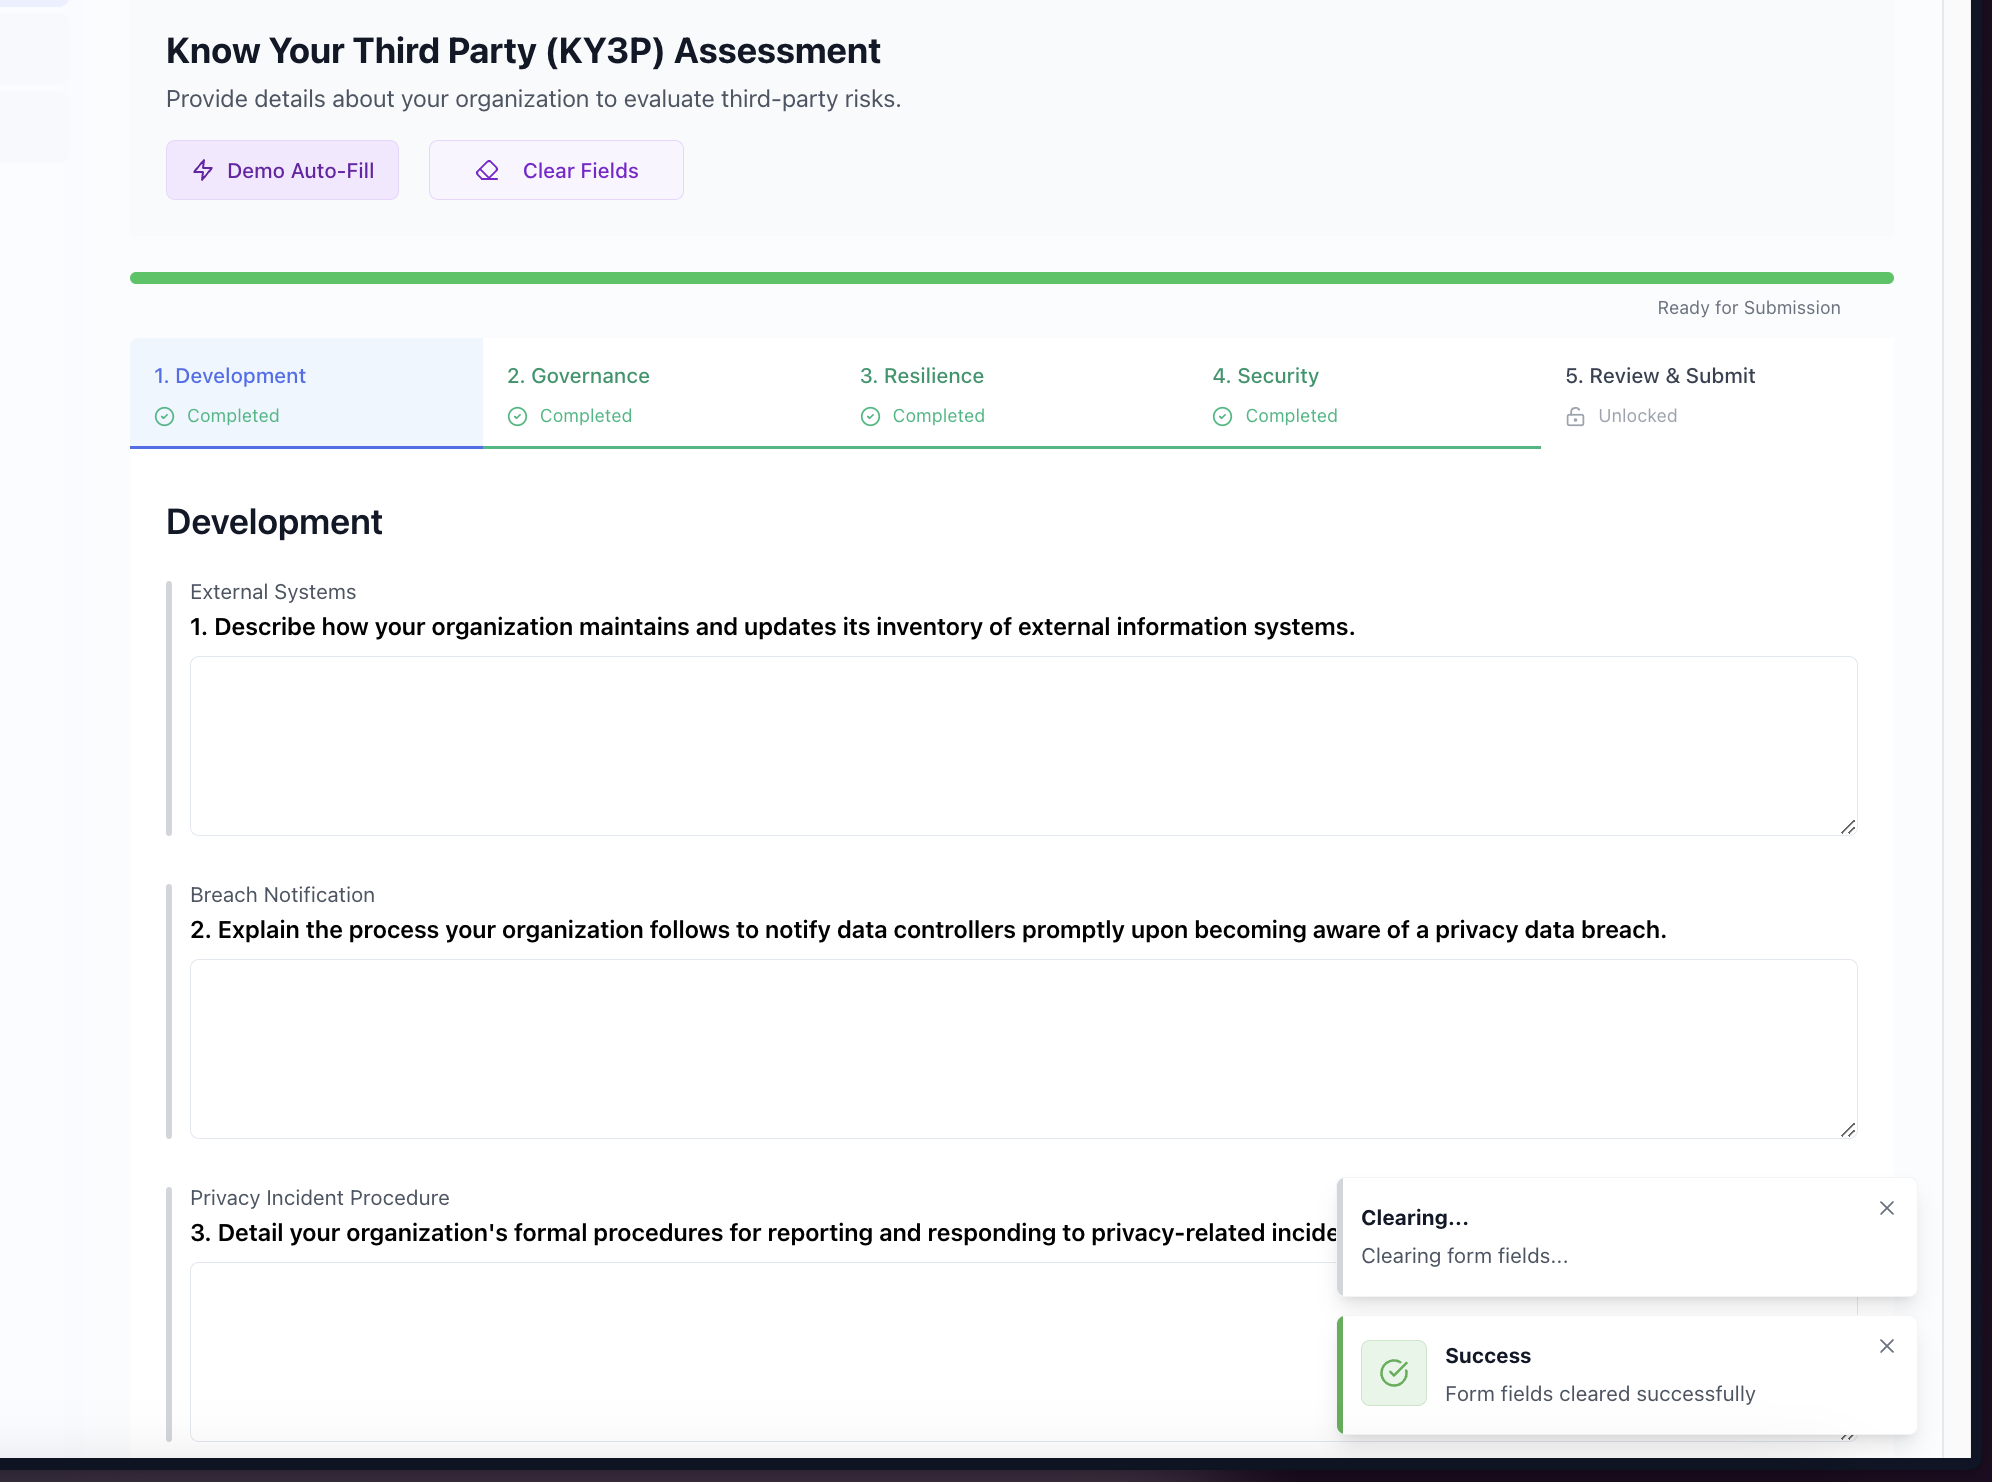 Know Your Third Party (KY3P) Assessment
Provide details about your organization to evaluate third-party risks.
Demo Auto-Fill
Clear Fields
Ready for Submission
1. Development
Completed
2. Governance
Completed
3. Resilience
Completed
4. Security
Completed
5. Review & Submit
Unlocked
Development
External Systems
1. Describe how your organization maintains and updates its inventory of external information systems.
Breach Notification
2. Explain the process your organization follows to notify data controllers promptly upon becoming aware of a privacy data breach.
Privacy Incident Procedure
3. Detail your organization's formal procedures for reporting and responding to privacy-related incide
Clearing...
Clearing form fields...
Success
Form fields cleared successfully